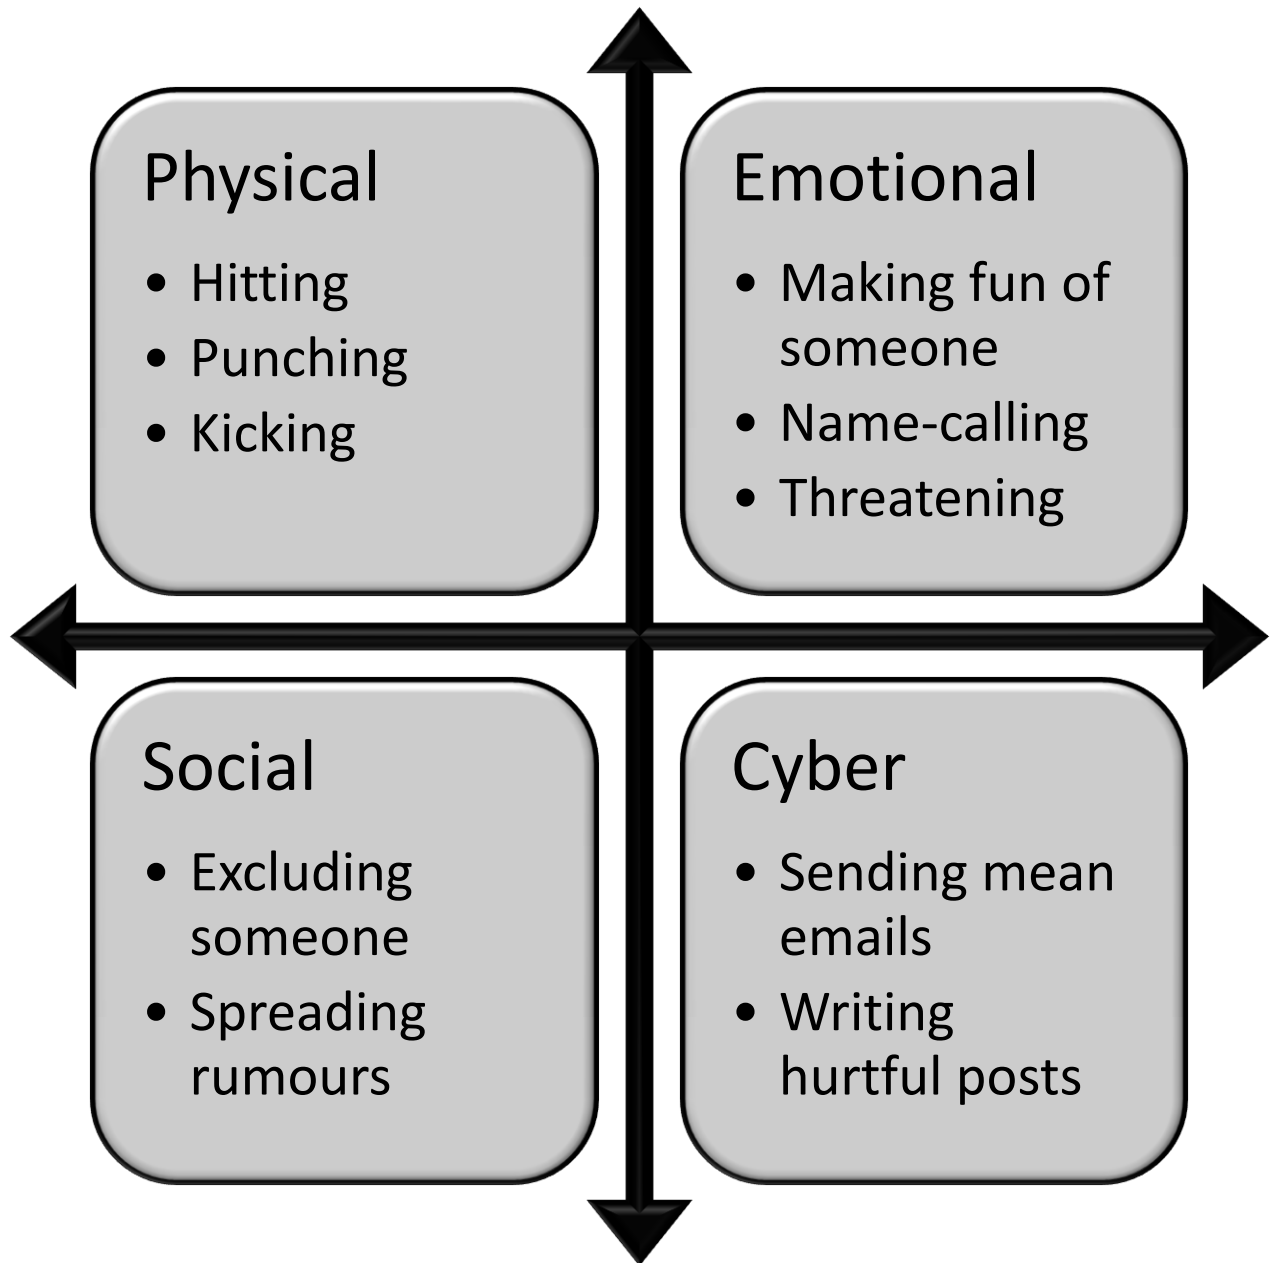 Physical
• Hitting
• Punching
• Kicking
Emotional
• Making fun of
someone
• Name-calling
• Threatening
Social
• Excluding
someone
• Spreading
rumours
Cyber
• Sending mean
emails
• Writing
hurtful posts